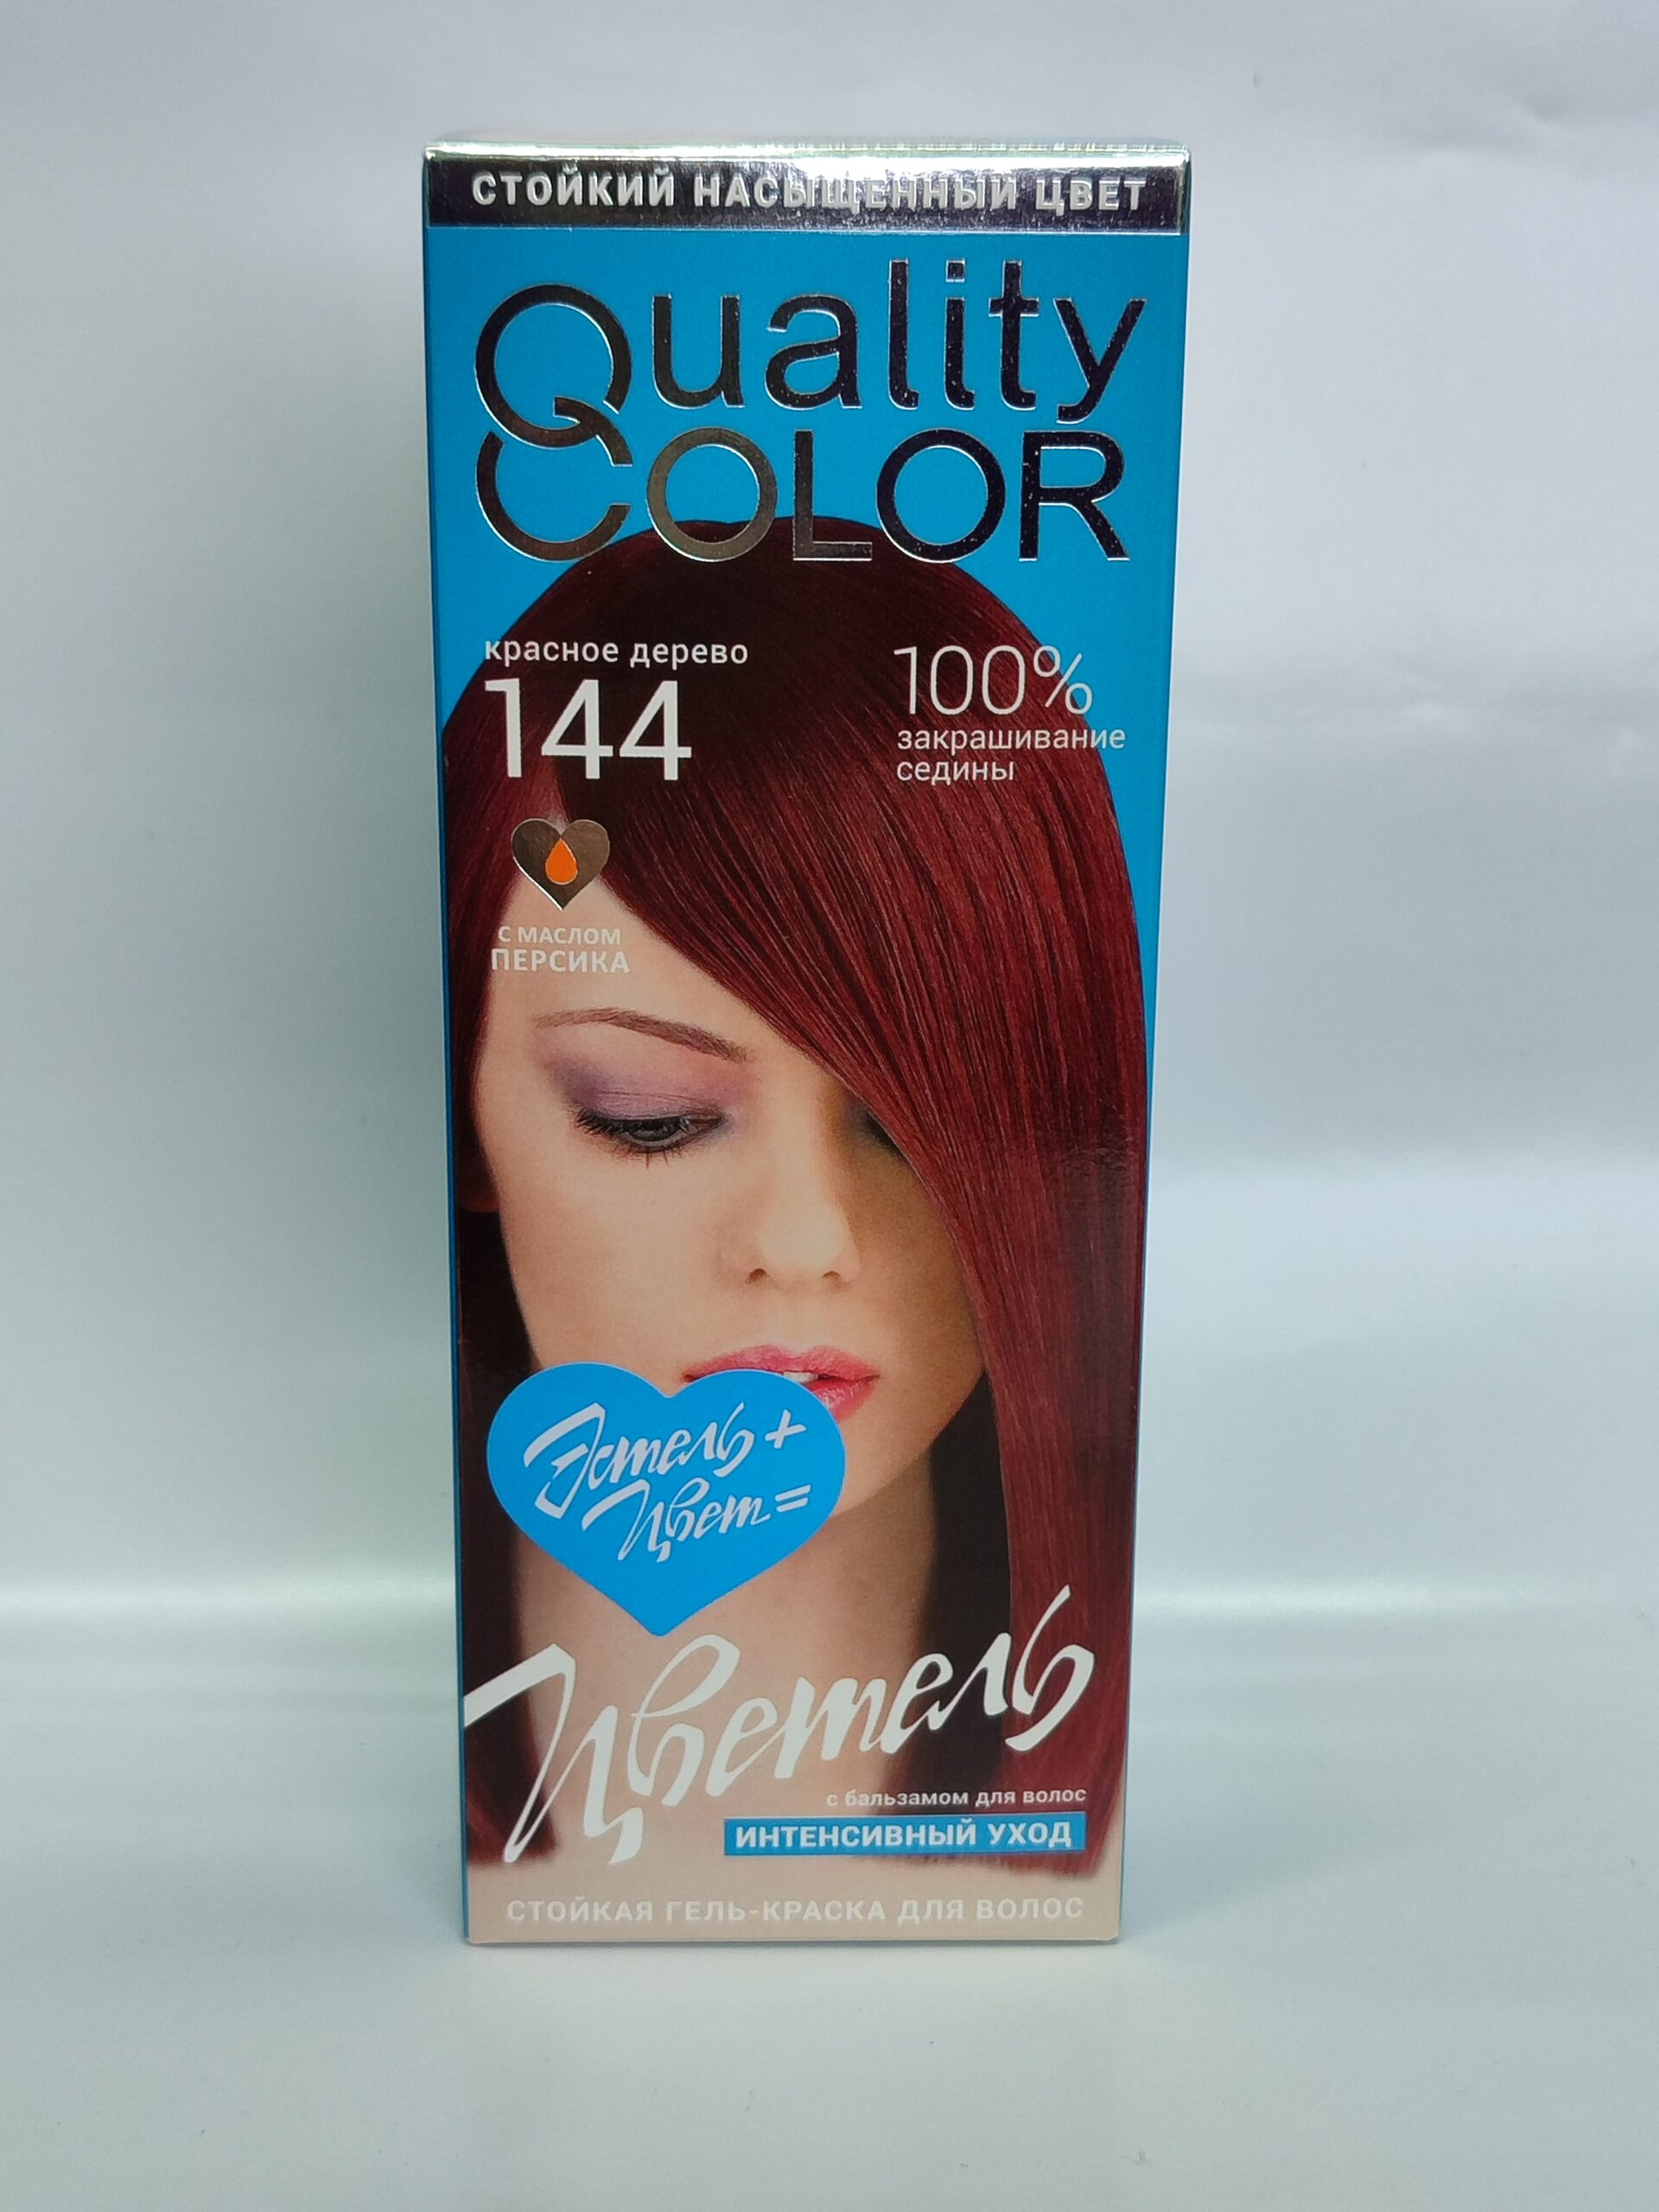 СТОЙКИЙ НАСЫЩЕННЫЙ ЦВЕТ
Quality
COLOR
красное дерево
144
100%
закрашивание
седины
С МАСЛОМ
ПЕРСИКА
Эстель +
Цвет =
Цветель
с бальзамом для волос
ИНТЕНСИВНЫЙ УХОД
СТОЙКАЯ ГЕЛЬ-КРАСКА ДЛЯ ВОЛОС